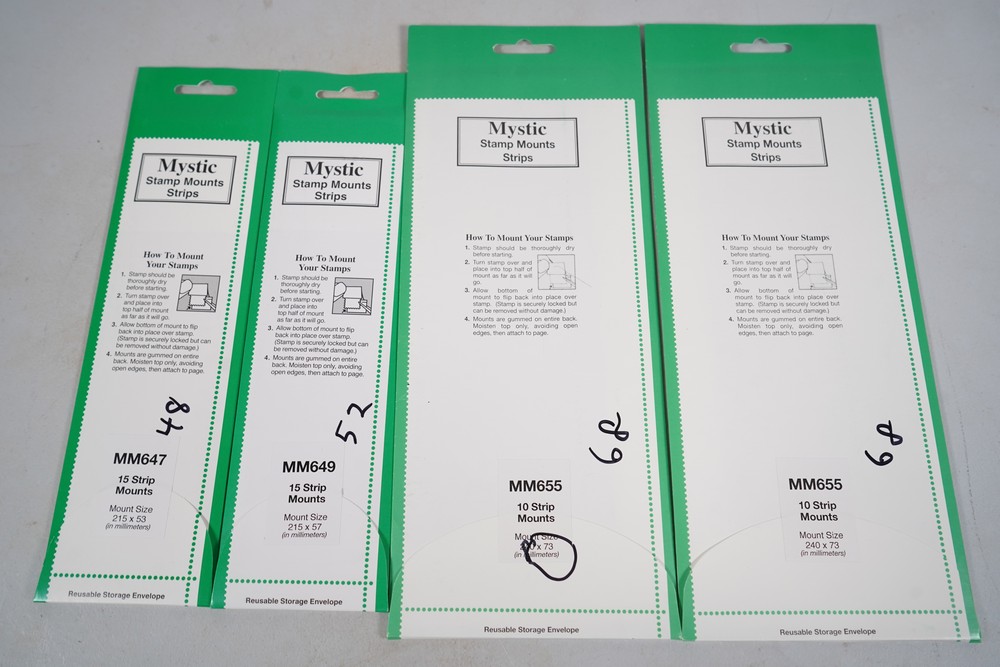 Mystic
Stamp Mounts
Strips
How To Mount
Your Stamps
1. Stamp should be
thoroughly dry
before starting.
2. Turn stamp over
and place into
top half of mount
as far as it will go.
3. Allow bottom of mount to flip
back into place over stamp.
(Stamp is securely locked but can
be removed without damage.)
4. Mounts are gummed on entire
back. Moisten top only, avoiding
open edges, then attach to page.
48
MM647
15 Strip
Mounts
Mount Size
215 x 53
(in millimeters)
Reusable Storage Envelope
Mystic
Stamp Mounts
Strips
How To Mount
Your Stamps
1. Stamp should be
thoroughly dry
before starting.
2. Turn stamp over
and place into
top half of mount
as far as it will go.
3. Allow bottom of mount to flip
back into place over stamp.
(Stamp is securely locked but can
be removed without damage.)
4. Mounts are gummed on entire
back. Moisten top only, avoiding
open edges, then attach to page.
52
MM649
15 Strip
Mounts
Mount Size
215 x 57
(in millimeters)
Reusable Storage Envelope
Mystic
Stamp Mounts
Strips
How To Mount Your Stamps
1. Stamp should be thoroughly dry
before starting.
2. Turn stamp over and
place into top half of
mount as far as it will
go.
3. Allow bottom of
mount to flip back into place over
stamp. (Stamp is securely locked but can
be removed without damage.)
4. Mounts are gummed on entire back.
Moisten top only, avoiding open
edges, then attach to page.
68
MM655
10 Strip
Mounts
Mount Size
240 x 73
(in millimeters)
Reusable Storage Envelope
Mystic
Stamp Mounts
Strips
How To Mount Your Stamps
1. Stamp should be thoroughly dry
before starting.
2. Turn stamp over and
place into top half of
mount as far as it will
go.
3. Allow bottom of
mount to flip back into place over
stamp. (Stamp is securely locked but can
be removed without damage.)
4. Mounts are gummed on entire back.
Moisten top only, avoiding open
edges, then attach to page.
68
MM655
10 Strip
Mounts
Mount Size
240 x 73
(in millimeters)
Reusable Storage Envelope